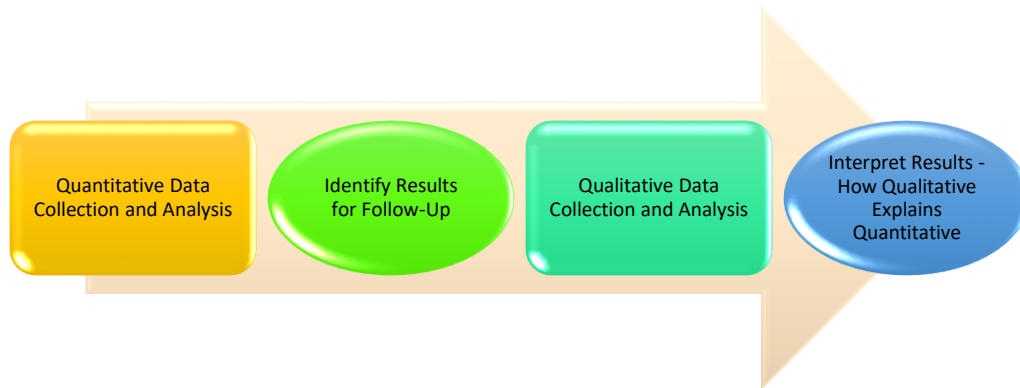 Quantitative Data
Collection and Analysis
Identify Results
for Follow-Up
Qualitative Data
Collection and Analysis
Interpret Results -
How Qualitative
Explains
Quantitative